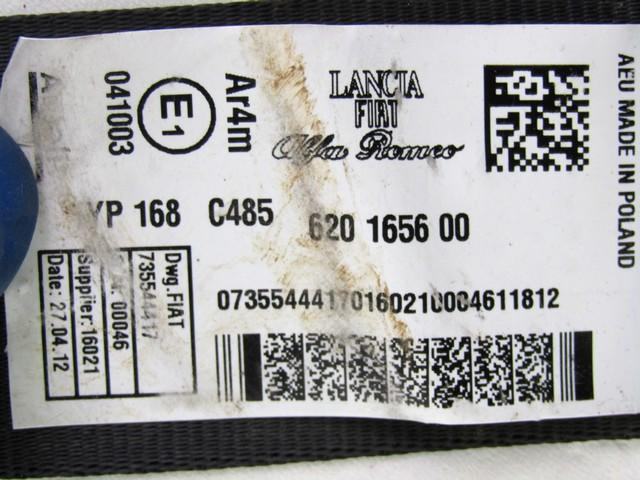 041003
E1
Ar4m
LANCIA
FIAT
Alfa Romeo
AEU MADE IN POLAND
YP 168 C485 620 1656 00
Dwg.FIAT
735544417
00046
Supplier:16021
Date: 27.04.12